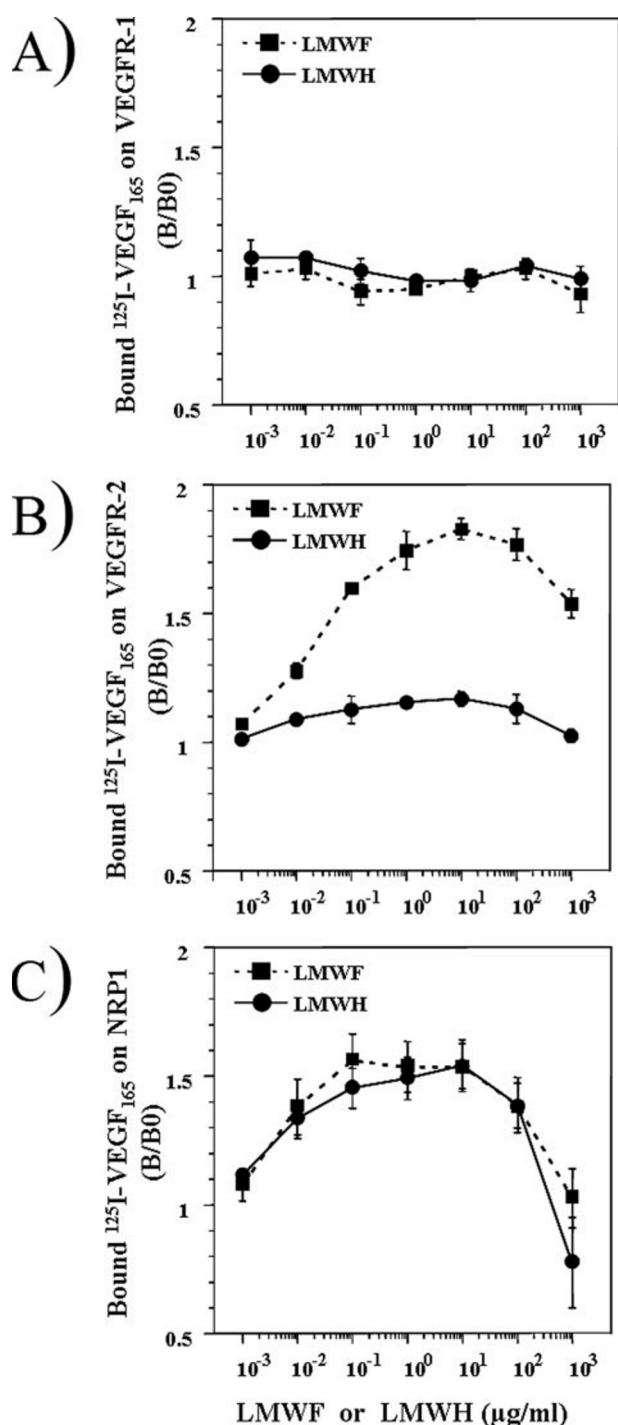 A)
Bound ¹²⁵I-VEGF₁₆₅ on VEGFR-1
(B/B0)
2
1.5
1
0.5
LMWF
LMWH
10⁻³ 10⁻² 10⁻¹ 10⁰ 10¹ 10² 10³
B)
Bound ¹²⁵I-VEGF₁₆₅ on VEGFR-2
(B/B0)
2
1.5
1
0.5
LMWF
LMWH
10⁻³ 10⁻² 10⁻¹ 10⁰ 10¹ 10² 10³
C)
Bound ¹²⁵I-VEGF₁₆₅ on NRP1
(B/B0)
2
1.5
1
0.5
LMWF
LMWH
10⁻³ 10⁻² 10⁻¹ 10⁰ 10¹ 10² 10³
LMWF or LMWH (µg/ml)